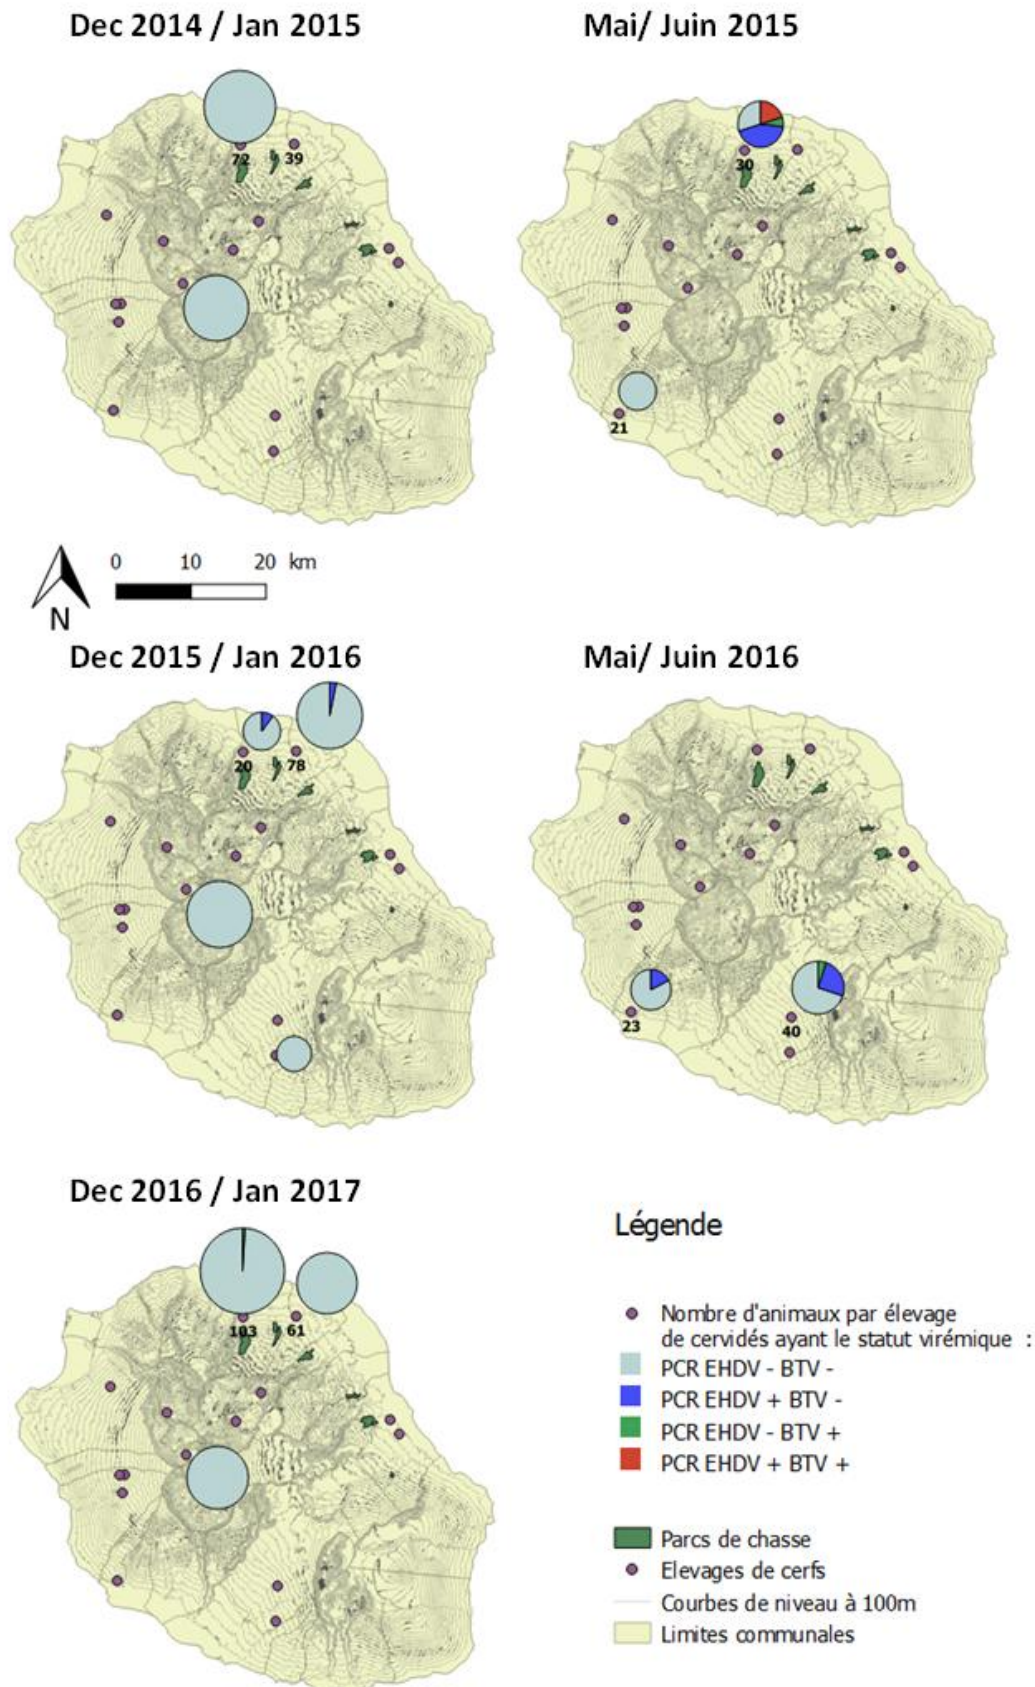 Dec 2014 / Jan 2015
Mai/ Juin 2015
72
39
30
21
0 10 20 km
N
Dec 2015 / Jan 2016
Mai/ Juin 2016
20
78
23
40
Dec 2016 / Jan 2017
103
61
Légende
Nombre d'animaux par élevage
de cervidés ayant le statut virémique :
PCR EHDV - BTV -
PCR EHDV + BTV -
PCR EHDV - BTV +
PCR EHDV + BTV +
Parcs de chasse
Elevages de cerfs
Courbes de niveau à 100m
Limites communales